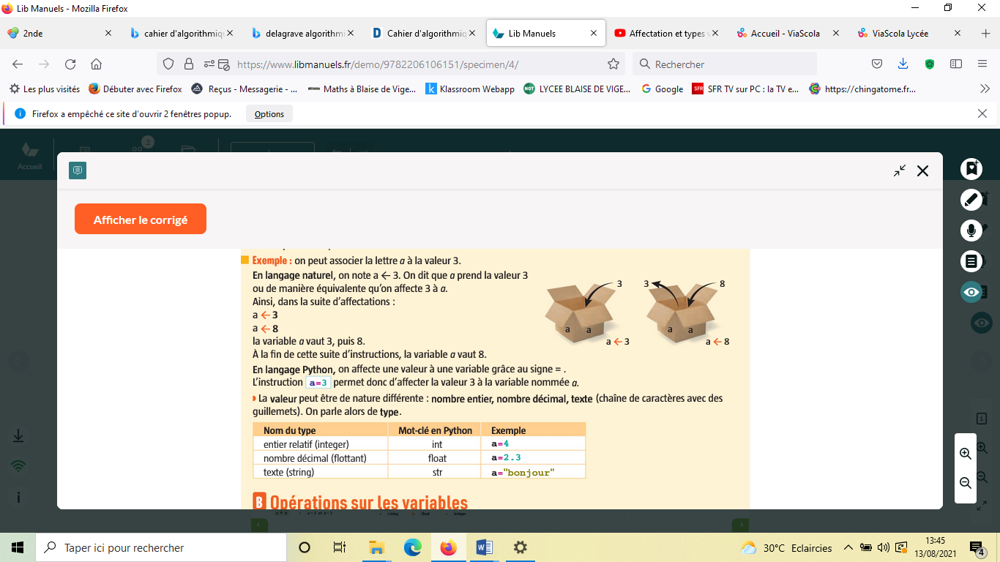 Lib Manuels - Mozilla Firefox
2nde
cahier d'algorithmiqu
delagrave algorithmi
Cahier d'algorithmiq
Lib Manuels
Affectation et types v
Accueil - ViaScola
ViaScola Lycée
https://www.libmanuels.fr/demo/9782206106151/specimen/4/
Rechercher
Les plus visités
Débuter avec Firefox
Reçus - Messagerie - ...
Maths à Blaise de Vige...
Klassroom Webapp
LYCEE BLAISE DE VIGE...
Google
SFR TV sur PC : la TV e...
https://chingatome.fr...
Firefox a empêché ce site d'ouvrir 2 fenêtres popup.
Options
2
Accueil
Afficher le corrigé
Exemple : on peut associer la lettre a à la valeur 3.
En langage naturel, on note a ← 3. On dit que a prend la valeur 3
ou de manière équivalente qu'on affecte 3 à a.
Ainsi, dans la suite d'affectations :
a ← 3
a ← 8
la variable a vaut 3, puis 8.
À la fin de cette suite d'instructions, la variable a vaut 8.
3
a a
a ← 3
3
8
a a
a ← 8
En langage Python, on affecte une valeur à une variable grâce au signe = .
L'instruction a=3 permet donc d'affecter la valeur 3 à la variable nommée a.
La valeur peut être de nature différente : nombre entier, nombre décimal, texte (chaîne de caractères avec des
guillemets). On parle alors de type.
Nom du type Mot-clé en Python Exemple
entier relatif (integer) int a=4
nombre décimal (flottant) float a=2.3
texte (string) str a="bonjour"
B Opérations sur les variables
1
Taper ici pour rechercher
30°C Eclaircies
13:45
13/08/2021
4